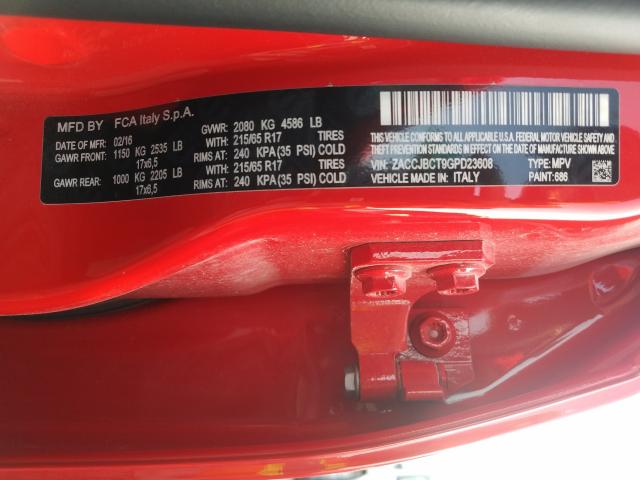 MFD BY FCA Italy S.p.A.
DATE OF MFD: 02/16 GVWR: 2080 KG 4586 LB
GAWR FRONT: 1150 KG 2535 LB WITH: 215/65 R17 TIRES
17x6,5 RIMS AT: 240 KPA(35 PSI) COLD
GAWR REAR: 1000 KG 2205 LB WITH: 215/65 R17 TIRES
17x6,5 RIMS AT: 240 KPA(35 PSI) COLD
THIS VEHICLE CONFORMS TO ALL APPLICABLE U.S.A.
FEDERAL MOTOR VEHICLE SAFETY, BUMPER, AND THEFT
PREVENTION STANDARDS IN EFFECT ON THE DATE OF MANUFACTURE SHOWN ABOVE
VIN: ZACCJBCT9GPD23608 TYPE: MPV
VEHICLE MADE IN: ITALY PAINT: 686